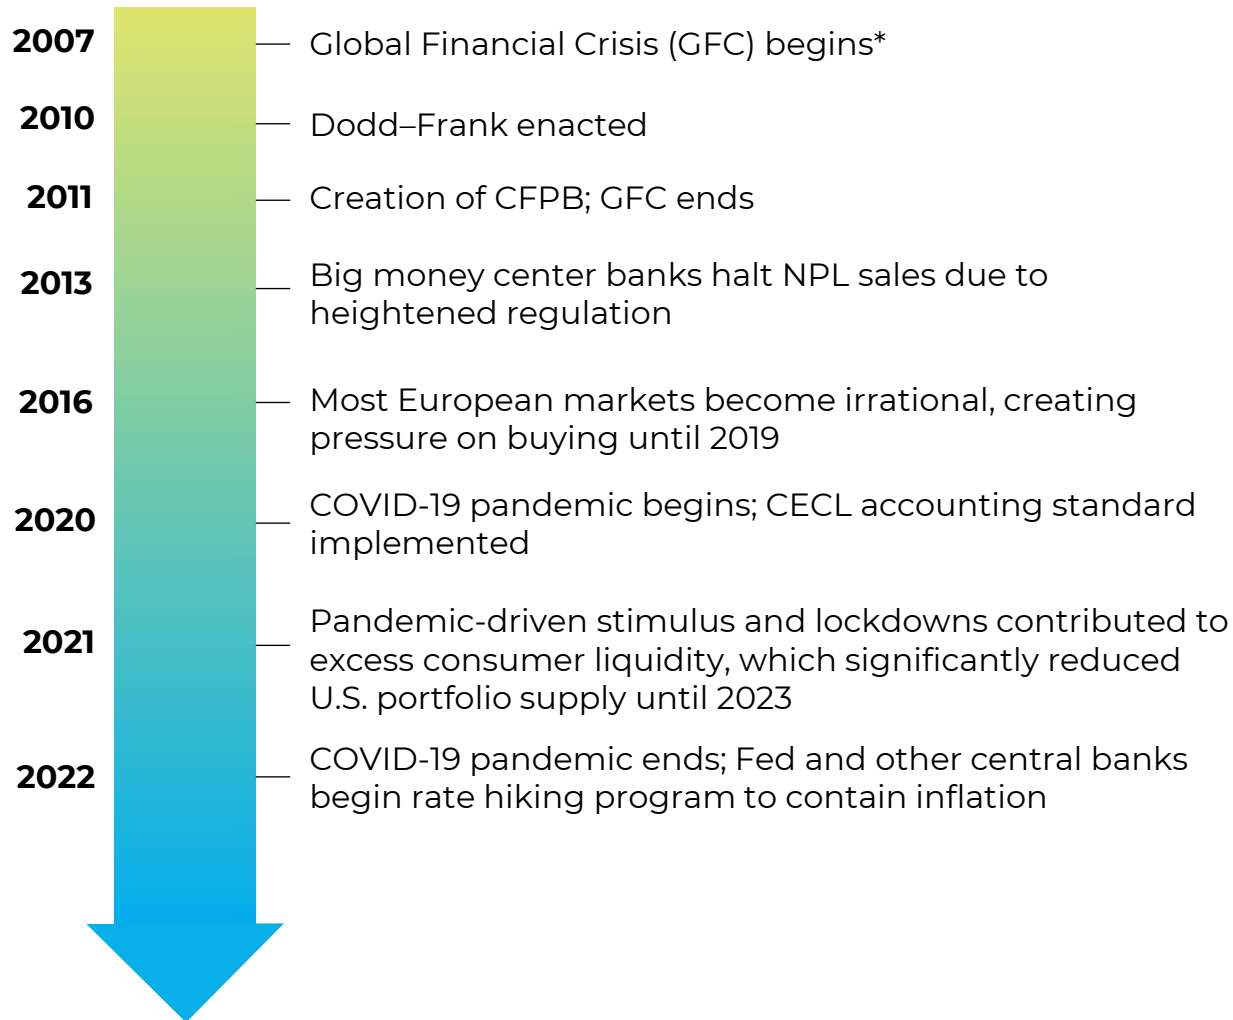 2007
Global Financial Crisis (GFC) begins*
2010
Dodd–Frank enacted
2011
Creation of CFPB; GFC ends
2013
Big money center banks halt NPL sales due to
heightened regulation
2016
Most European markets become irrational, creating
pressure on buying until 2019
2020
COVID-19 pandemic begins; CECL accounting standard
implemented
2021
Pandemic-driven stimulus and lockdowns contributed to
excess consumer liquidity, which significantly reduced
U.S. portfolio supply until 2023
2022
COVID-19 pandemic ends; Fed and other central banks
begin rate hiking program to contain inflation